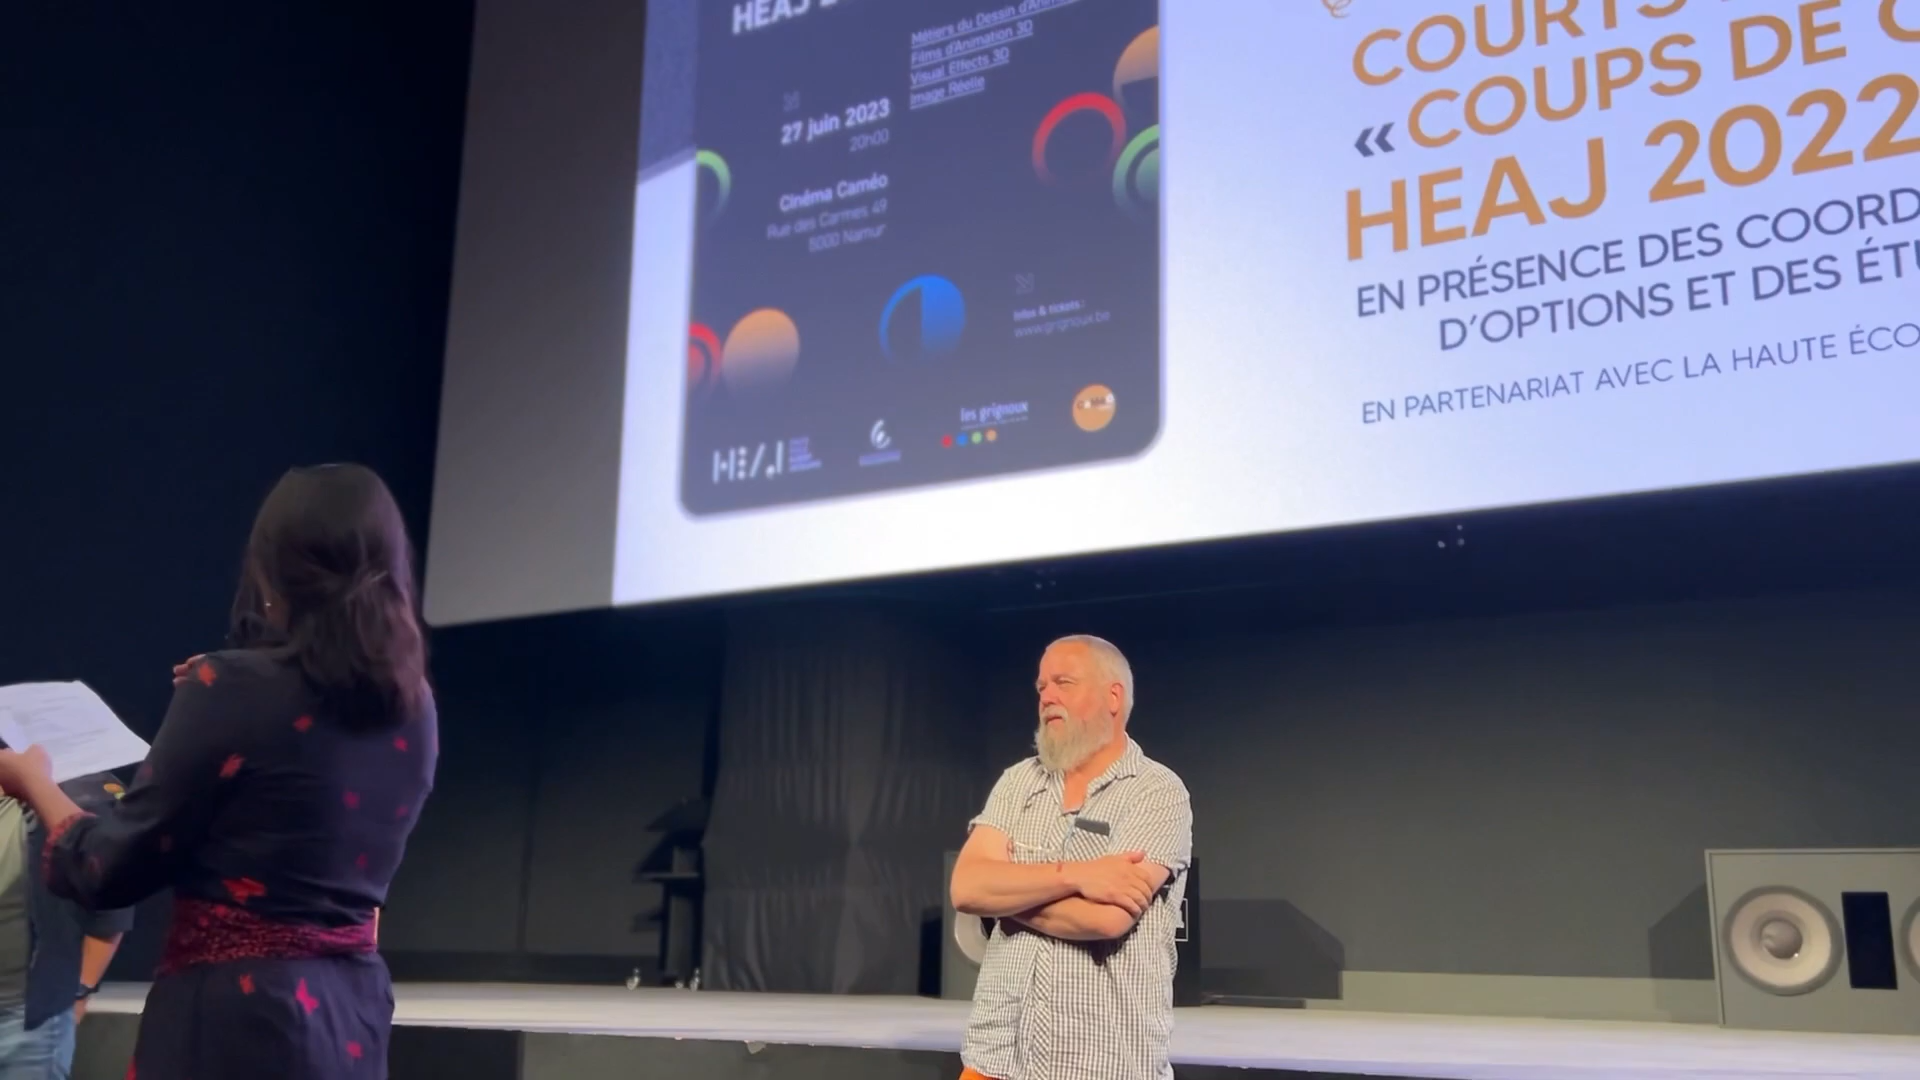 HEAJ
Métiers du Dessin d'Anim
Films d'Animation 3D
Visual Effects 3D
Image Réelle
27 juin 2023
20h00
Cinéma Caméo
Rue des Carmes 49
5000 Namur
Infos & tickets :
www.grignoux.be
HEAJ
les grignoux
COURTS
«COUPS DE C
HEAJ 2022
EN PRÉSENCE DES COORD
D'OPTIONS ET DES ÉTU
EN PARTENARIAT AVEC LA HAUTE ÉCO